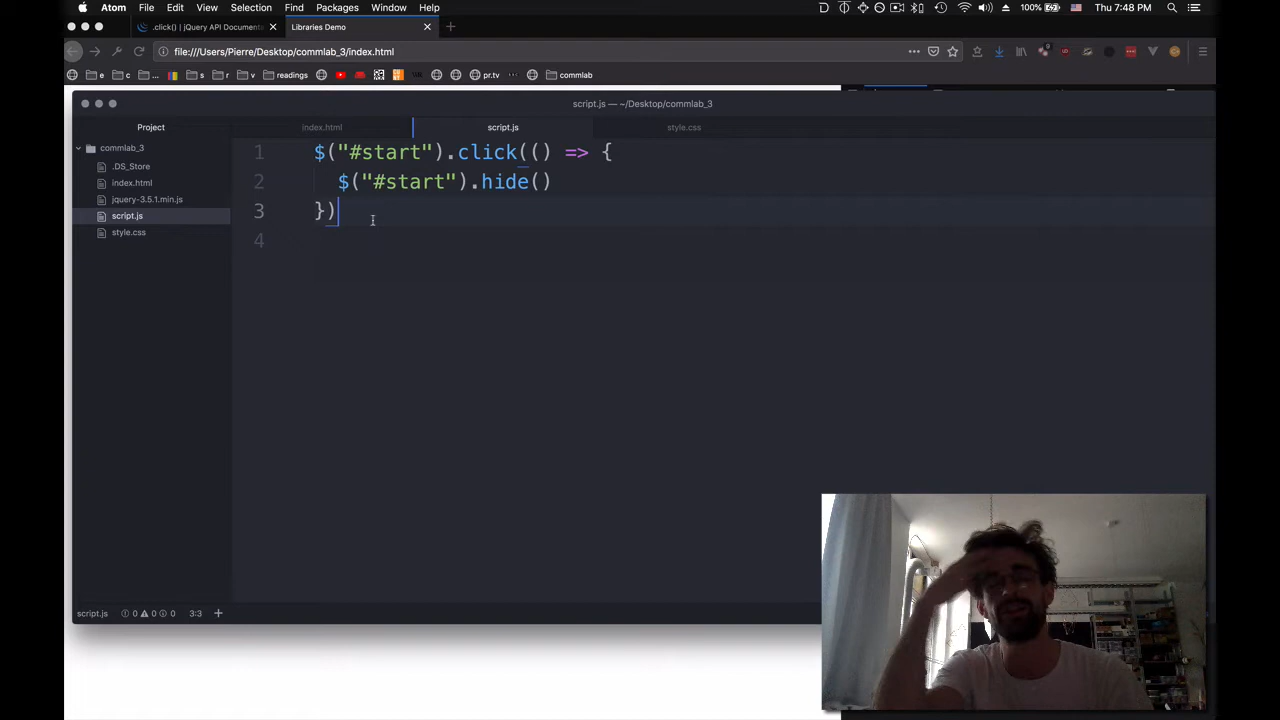 Atom File Edit View Selection Find Packages Window Help 100% Thu 7:48 PM
.click() | jQuery API Documenta
Libraries Demo
file:///Users/Pierre/Desktop/commlab_3/index.html
e c ... s r v readings pr.tv commlab
script.js — ~/Desktop/commlab_3
Project index.html script.js style.css
commlab_3
.DS_Store
index.html
jquery-3.5.1.min.js
script.js
style.css
1 $("#start").click(() => {
2 $("#start").hide()
3 })
4
script.js 0 0 0 3:3